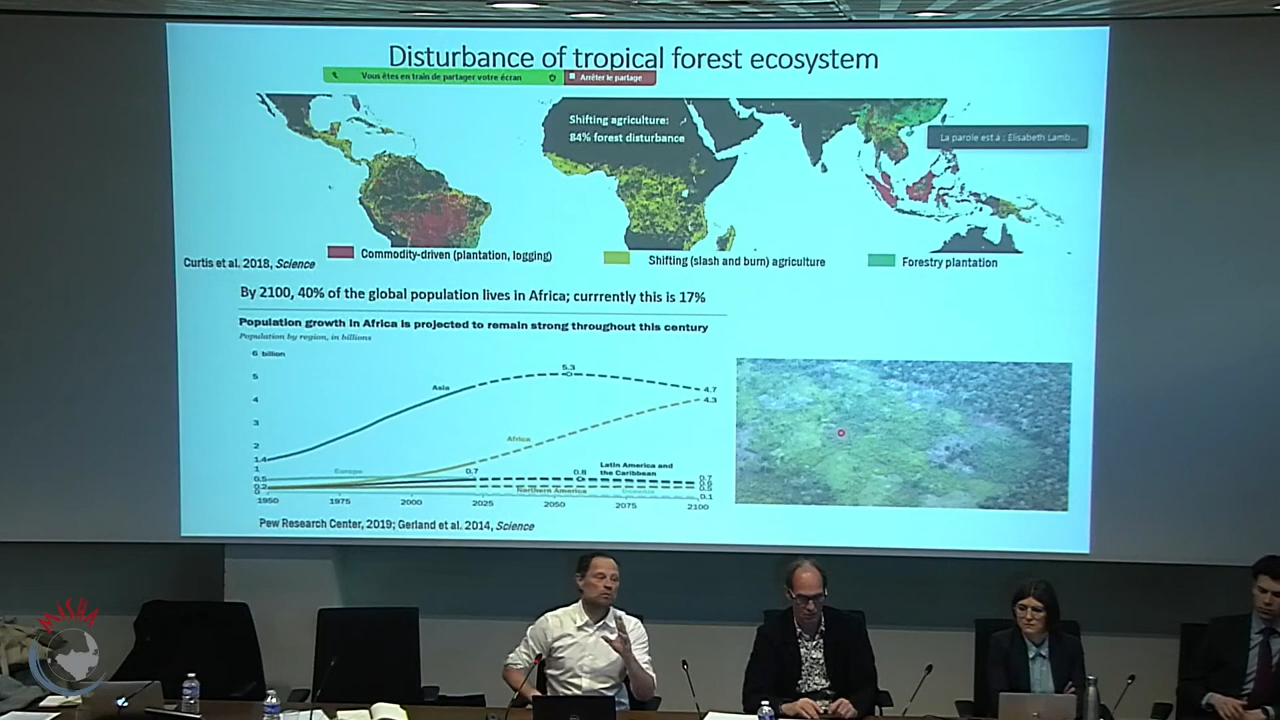 Disturbance of tropical forest ecosystem
Vous êtes en train de partager votre écran
Arrêter le partage
Shifting agriculture:
84% forest disturbance
La parole est à : Elisabeth Lamb...
Commodity-driven (plantation, logging)
Shifting (slash and burn) agriculture
Forestry plantation
Curtis et al. 2018, Science
By 2100, 40% of the global population lives in Africa; currrently this is 17%
Population growth in Africa is projected to remain strong throughout this century
Population by region, in billions
6 billion
5
4
3
2
1.4
1
0.5
0.2
0
Asia
5.3
4.7
4.3
Africa
Europe
0.7
0.8
Latin America and
the Caribbean
Northern America
Oceania
0.7
0.5
0.1
1950
1975
2000
2025
2050
2075
2100
Pew Research Center, 2019; Gerland et al. 2014, Science
MISHA